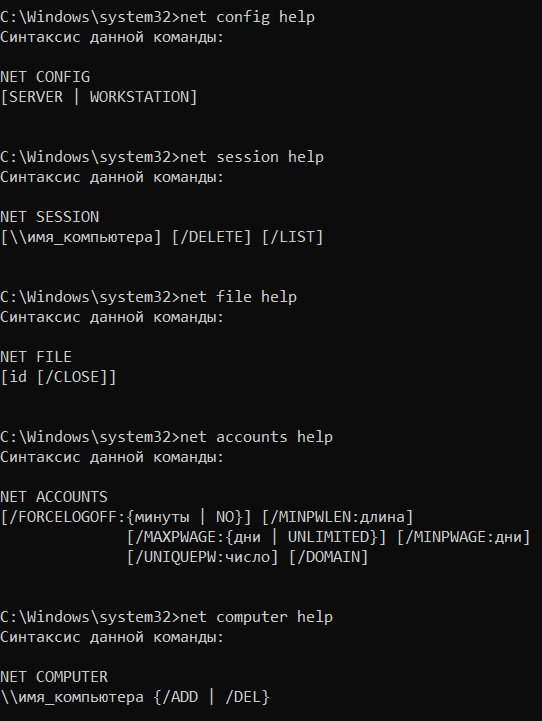 C:\Windows\system32>net config help
Синтаксис данной команды:
NET CONFIG
[SERVER | WORKSTATION]
C:\Windows\system32>net session help
Синтаксис данной команды:
NET SESSION
[\\имя_компьютера] [/DELETE] [/LIST]
C:\Windows\system32>net file help
Синтаксис данной команды:
NET FILE
[id [/CLOSE]]
C:\Windows\system32>net accounts help
Синтаксис данной команды:
NET ACCOUNTS
[/FORCELOGOFF:{минуты | NO}] [/MINPWLEN:длина]
[/MAXPWAGE:{дни | UNLIMITED}] [/MINPWAGE:дни]
[/UNIQUEPW:число] [/DOMAIN]
C:\Windows\system32>net computer help
Синтаксис данной команды:
NET COMPUTER
\\имя_компьютера {/ADD | /DEL}